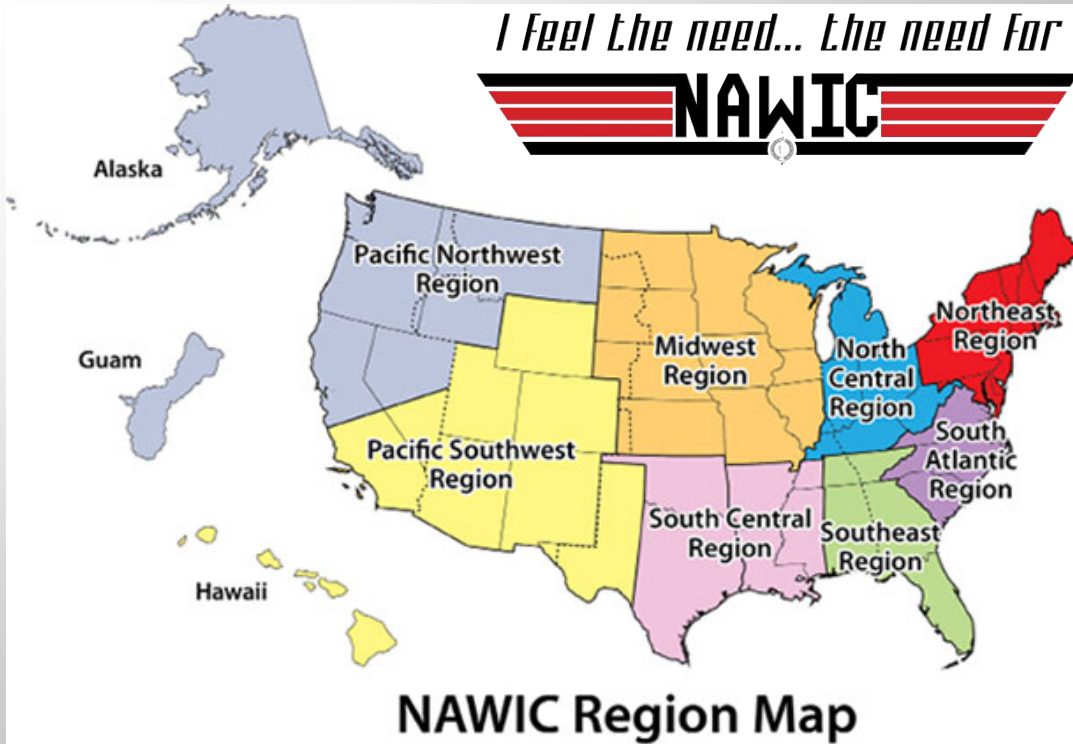 I feel the need... the need for
NAWIC
Alaska
Pacific Northwest
Region
Guam
Midwest
Region
North
Central
Region
Northeast
Region
Pacific Southwest
Region
South
Atlantic
Region
South Central
Region
Southeast
Region
Hawaii
NAWIC Region Map